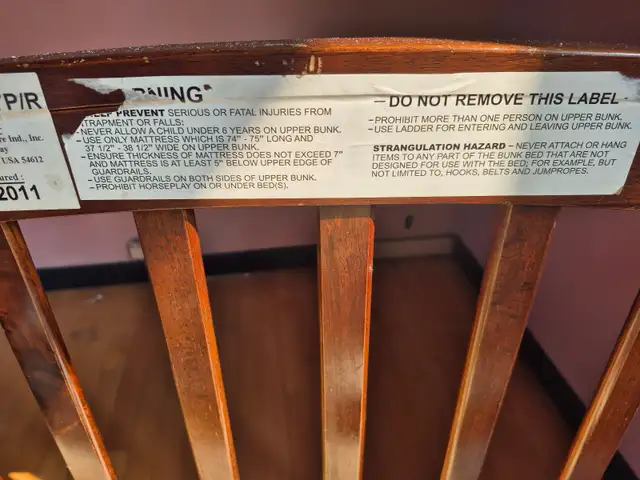 7P/R
re Ind., Inc.
ay
USA 54612
ured :
2011
RNING
HELP PREVENT SERIOUS OR FATAL INJURIES FROM
TRAPMENT OR FALLS:
-NEVER ALLOW A CHILD UNDER 6 YEARS ON UPPER BUNK.
- USE ONLY MATTRESS WHICH IS 74" - 75" LONG AND
37 1/2" - 38 1/2" WIDE ON UPPER BUNK.
- ENSURE THICKNESS OF MATTRESS DOES NOT EXCEED 7"
AND MATTRESS IS AT LEAST 5" BELOW UPPER EDGE OF
GUARDRAILS.
- USE GUARDRAILS ON BOTH SIDES OF UPPER BUNK.
- PROHIBIT HORSEPLAY ON OR UNDER BED(S).
- DO NOT REMOVE THIS LABEL -
-PROHIBIT MORE THAN ONE PERSON ON UPPER BUNK.
- USE LADDER FOR ENTERING AND LEAVING UPPER BUNK.
STRANGULATION HAZARD - NEVER ATTACH OR HANG
ITEMS TO ANY PART OF THE BUNK BED THAT ARE NOT
DESIGNED FOR USE WITH THE BED; FOR EXAMPLE, BUT
NOT LIMITED TO, HOOKS, BELTS AND JUMPROPES.